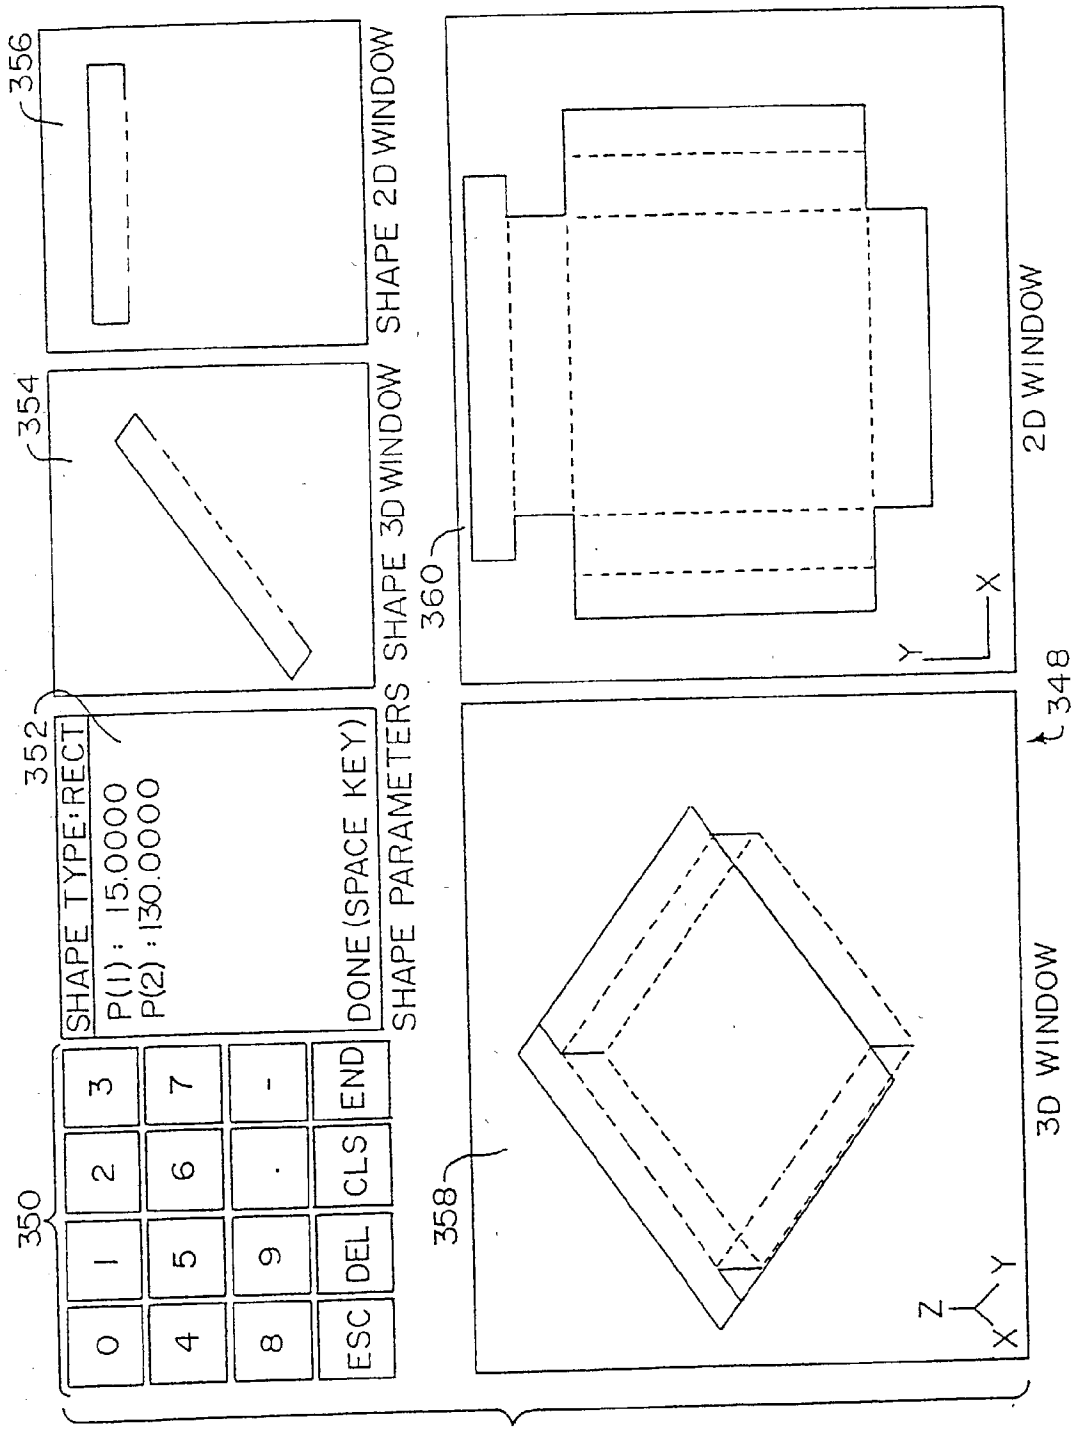 350
352
354
356
0 1 2 3
4 5 6 7
8 9 . -
ESC DEL CLS END
SHAPE TYPE:RECT
P(1): 15.0000
P(2):130.0000
DONE(SPACE KEY)
SHAPE PARAMETERS
SHAPE 3D WINDOW
SHAPE 2D WINDOW
358
360
Z
X
Y
Y
X
3D WINDOW
2D WINDOW
348